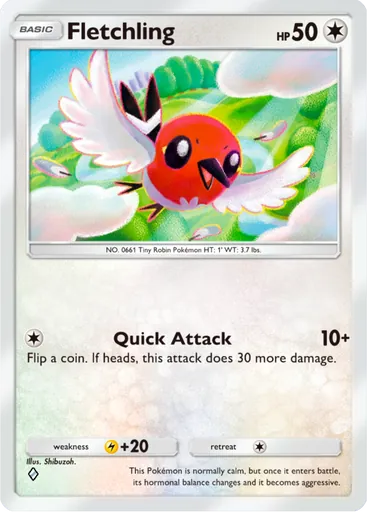 BASIC Fletchling HP 50
NO. 0661 Tiny Robin Pokémon HT: 1' WT: 3.7 lbs.
Quick Attack 10+
Flip a coin. If heads, this attack does 30 more damage.
weakness +20 retreat
Illus. Shibuzoh.
This Pokémon is normally calm, but once it enters battle,
its hormonal balance changes and it becomes aggressive.